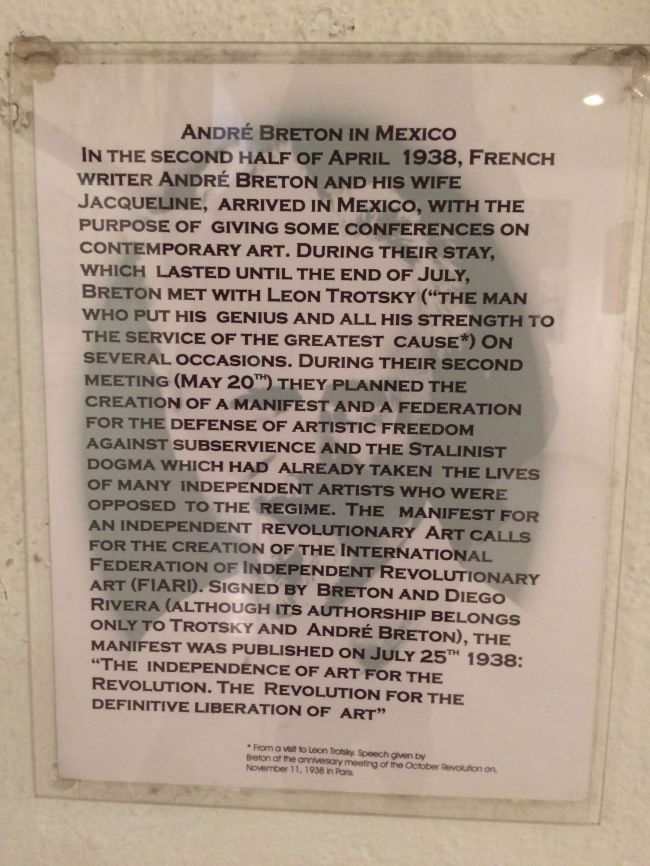 ANDRÉ BRETON IN MEXICO
IN THE SECOND HALF OF APRIL 1938, FRENCH
WRITER ANDRÉ BRETON AND HIS WIFE
JACQUELINE, ARRIVED IN MEXICO, WITH THE
PURPOSE OF GIVING SOME CONFERENCES ON
CONTEMPORARY ART. DURING THEIR STAY,
WHICH LASTED UNTIL THE END OF JULY,
BRETON MET WITH LEON TROTSKY (“THE MAN
WHO PUT HIS GENIUS AND ALL HIS STRENGTH TO
THE SERVICE OF THE GREATEST CAUSE*) ON
SEVERAL OCCASIONS. DURING THEIR SECOND
MEETING (MAY 20TH) THEY PLANNED THE
CREATION OF A MANIFEST AND A FEDERATION
FOR THE DEFENSE OF ARTISTIC FREEDOM
AGAINST SUBSERVIENCE AND THE STALINIST
DOGMA WHICH HAD ALREADY TAKEN THE LIVES
OF MANY INDEPENDENT ARTISTS WHO WERE
OPPOSED TO THE REGIME. THE MANIFEST FOR
AN INDEPENDENT REVOLUTIONARY ART CALLS
FOR THE CREATION OF THE INTERNATIONAL
FEDERATION OF INDEPENDENT REVOLUTIONARY
ART (FIARI). SIGNED BY BRETON AND DIEGO
RIVERA (ALTHOUGH ITS AUTHORSHIP BELONGS
ONLY TO TROTSKY AND ANDRÉ BRETON), THE
MANIFEST WAS PUBLISHED ON JULY 25TH 1938:
“THE INDEPENDENCE OF ART FOR THE
REVOLUTION. THE REVOLUTION FOR THE
DEFINITIVE LIBERATION OF ART”
* From a visit to Leon Trotsky. Speech given by
Breton at the anniversary meeting of the October Revolution on,
November 11, 1938 in Paris.